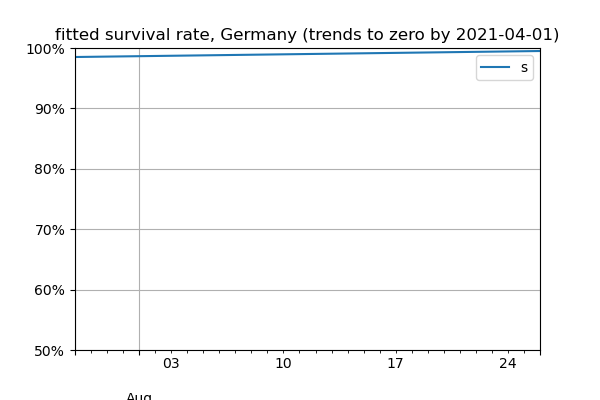 fitted survival rate, Germany (trends to zero by 2021-04-01)
100%
s
90%
80%
70%
60%
50%
03 10 17 24
Aug